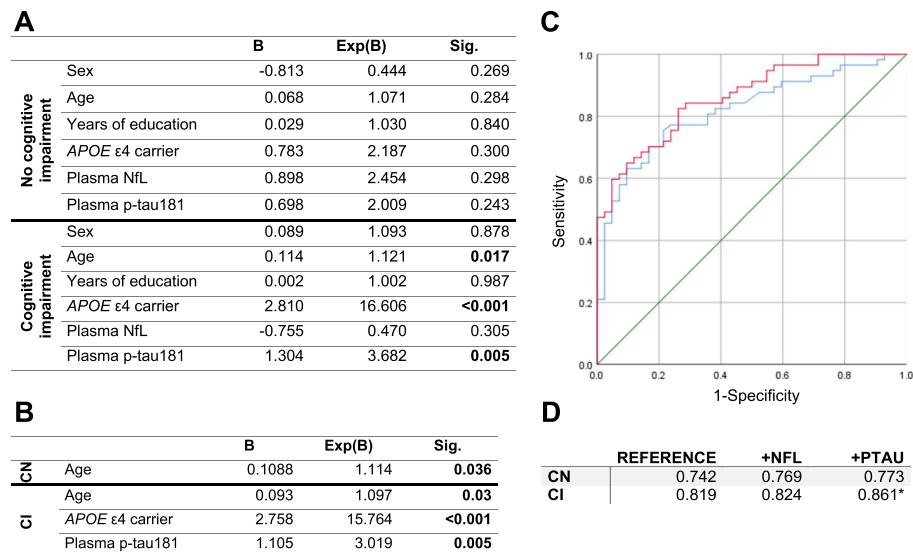 A
B Exp(B) Sig.
No cognitive impairment
Sex -0.813 0.444 0.269
Age 0.068 1.071 0.284
Years of education 0.029 1.030 0.840
APOE ε4 carrier 0.783 2.187 0.300
Plasma NfL 0.898 2.454 0.298
Plasma p-tau181 0.698 2.009 0.243
Cognitive impairment
Sex 0.089 1.093 0.878
Age 0.114 1.121 0.017
Years of education 0.002 1.002 0.987
APOE ε4 carrier 2.810 16.606 <0.001
Plasma NfL -0.755 0.470 0.305
Plasma p-tau181 1.304 3.682 0.005
B
B Exp(B) Sig.
CN
Age 0.1088 1.114 0.036
CI
Age 0.093 1.097 0.03
APOE ε4 carrier 2.758 15.764 <0.001
Plasma p-tau181 1.105 3.019 0.005
C
Sensitivity
1.0
0.8
0.6
0.4
0.2
0.0
0.0 0.2 0.4 0.6 0.8 1.0
1-Specificity
D
REFERENCE +NFL +PTAU
CN 0.742 0.769 0.773
CI 0.819 0.824 0.861*